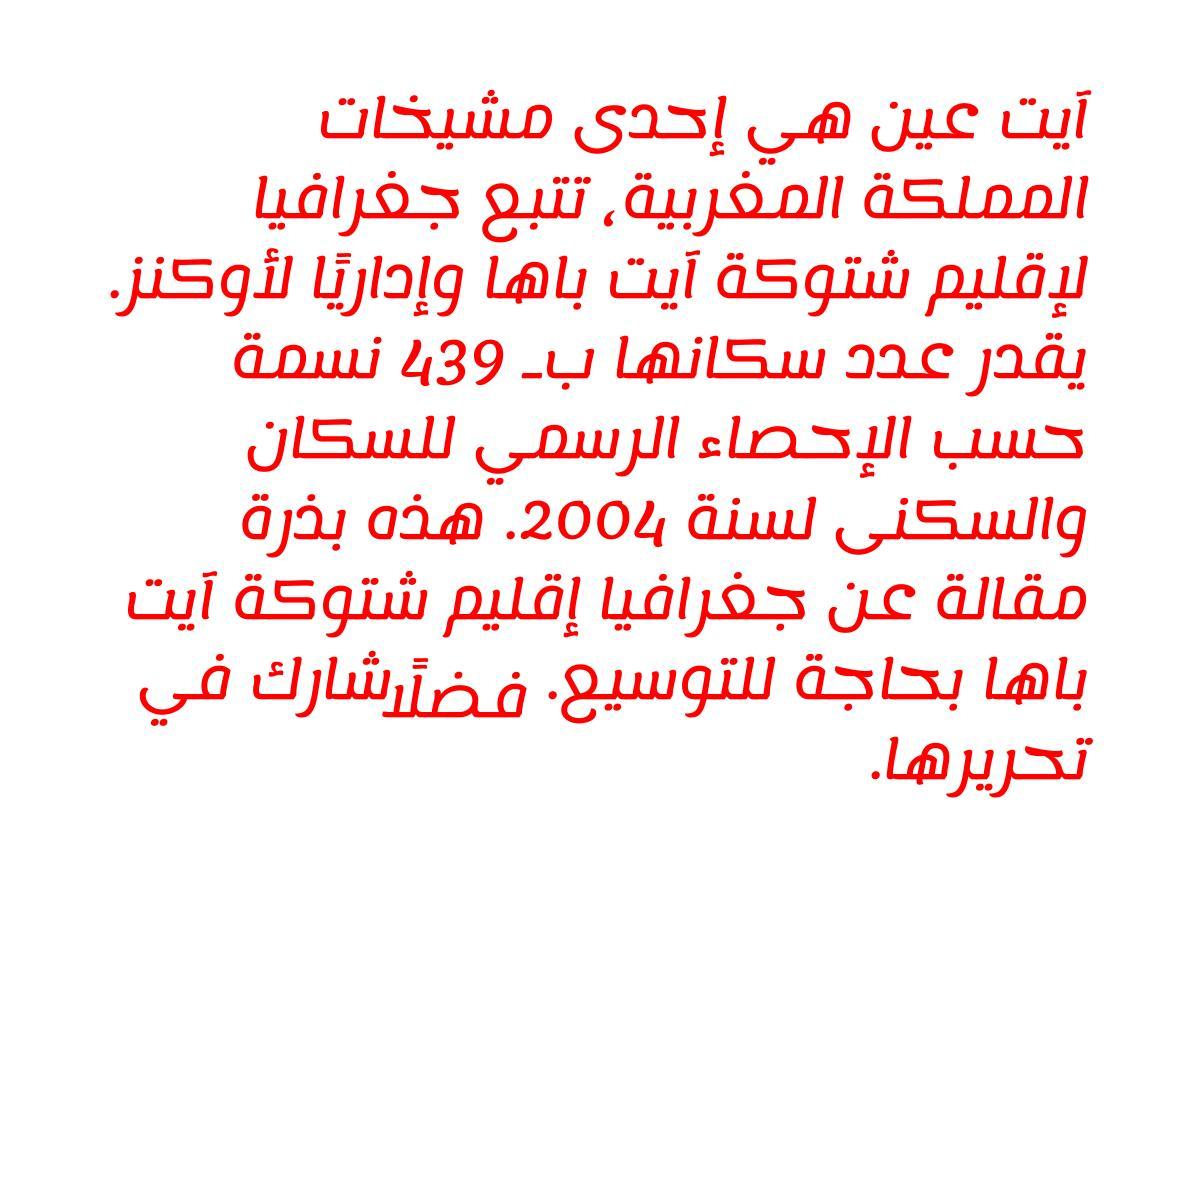 آيت عين هي إحدى مشيخات
المملكة المغربية، تتبع جغرافيا
لإقليم شتوكة آيت باها وإداريًا لأوكنز.
يقدر عدد سكانها بـ 439 نسمة
حسب الإحصاء الرسمي للسكان
والسكنى لسنة 2004. هذه بذرة
مقالة عن جغرافيا إقليم شتوكة آيت
باها بحاجة للتوسيع. فضلًا شارك في
تحريرها.